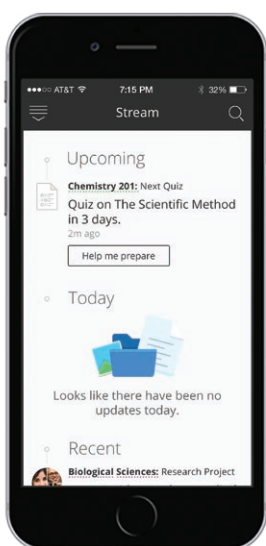 AT&T 7:15 PM 32%
Stream
Upcoming
Chemistry 201: Next Quiz
Quiz on The Scientific Method
in 3 days.
2m ago
Help me prepare
Today
Looks like there have been no
updates today.
Recent
Biological Sciences: Research Project